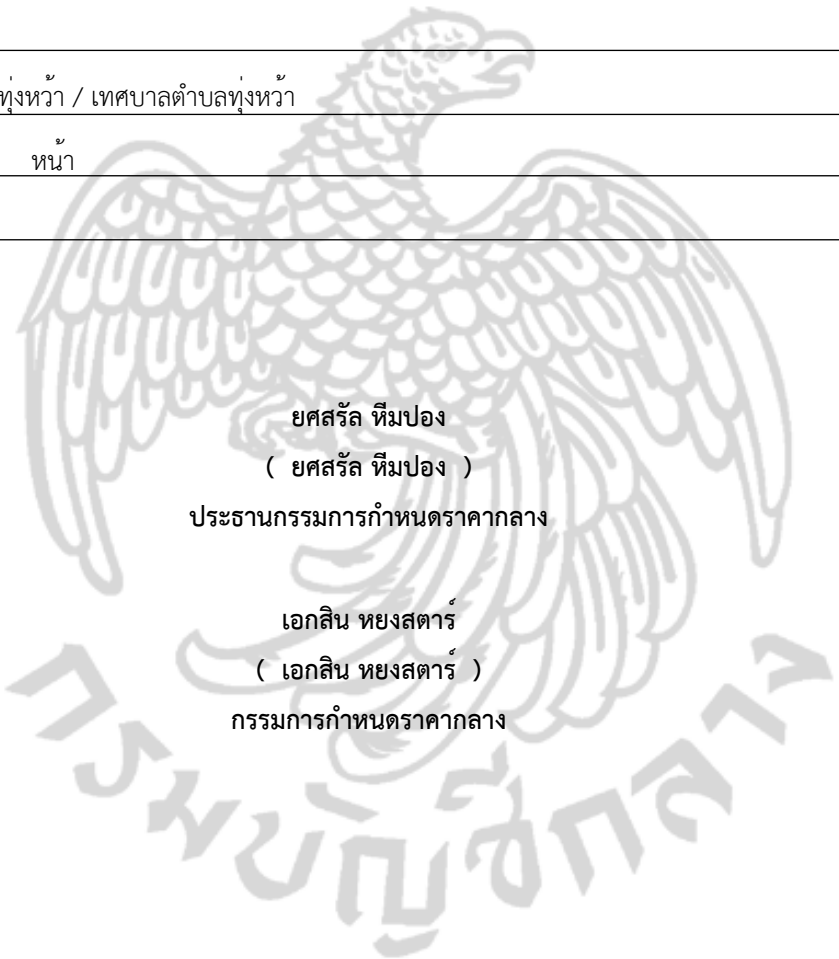 ทุ่งหว้า / เทศบาลตำบลทุ่งหว้า
หน้า
ยศสรัล หีมปอง
( ยศสรัล หีมปอง )
ประธานกรรมการกำหนดราคากลาง
เอกสิน หยงสตาร์
( เอกสิน หยงสตาร์ )
กรรมการกำหนดราคากลาง
กรมบัญชีกลาง